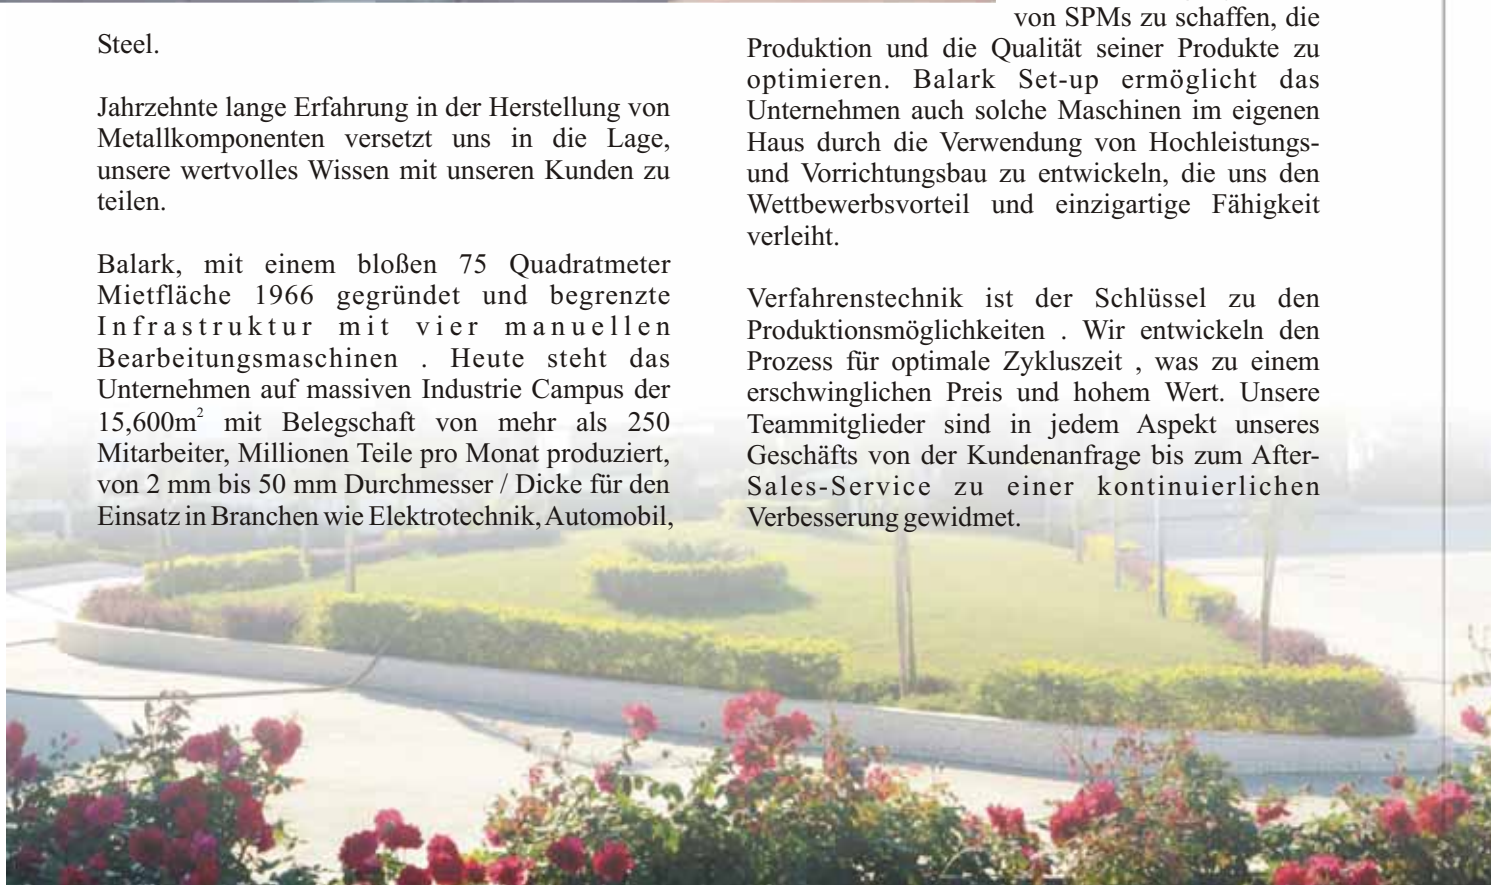 Steel.
Jahrzehnte lange Erfahrung in der Herstellung von
Metallkomponenten versetzt uns in die Lage,
unsere wertvolles Wissen mit unseren Kunden zu
teilen.
Balark, mit einem bloßen 75 Quadratmeter
Mietfläche 1966 gegründet und begrenzte
Infrastruktur mit vier manuellen
Bearbeitungsmaschinen . Heute steht das
Unternehmen auf massiven Industrie Campus der
15,600m² mit Belegschaft von mehr als 250
Mitarbeiter, Millionen Teile pro Monat produziert,
von 2 mm bis 50 mm Durchmesser / Dicke für den
Einsatz in Branchen wie Elektrotechnik, Automobil,
von SPMs zu schaffen, die
Produktion und die Qualität seiner Produkte zu
optimieren. Balark Set-up ermöglicht das
Unternehmen auch solche Maschinen im eigenen
Haus durch die Verwendung von Hochleistungs-
und Vorrichtungsbau zu entwickeln, die uns den
Wettbewerbsvorteil und einzigartige Fähigkeit
verleiht.
Verfahrenstechnik ist der Schlüssel zu den
Produktionsmöglichkeiten . Wir entwickeln den
Prozess für optimale Zykluszeit , was zu einem
erschwinglichen Preis und hohem Wert. Unsere
Teammitglieder sind in jedem Aspekt unseres
Geschäfts von der Kundenanfrage bis zum After-
Sales-Service zu einer kontinuierlichen
Verbesserung gewidmet.